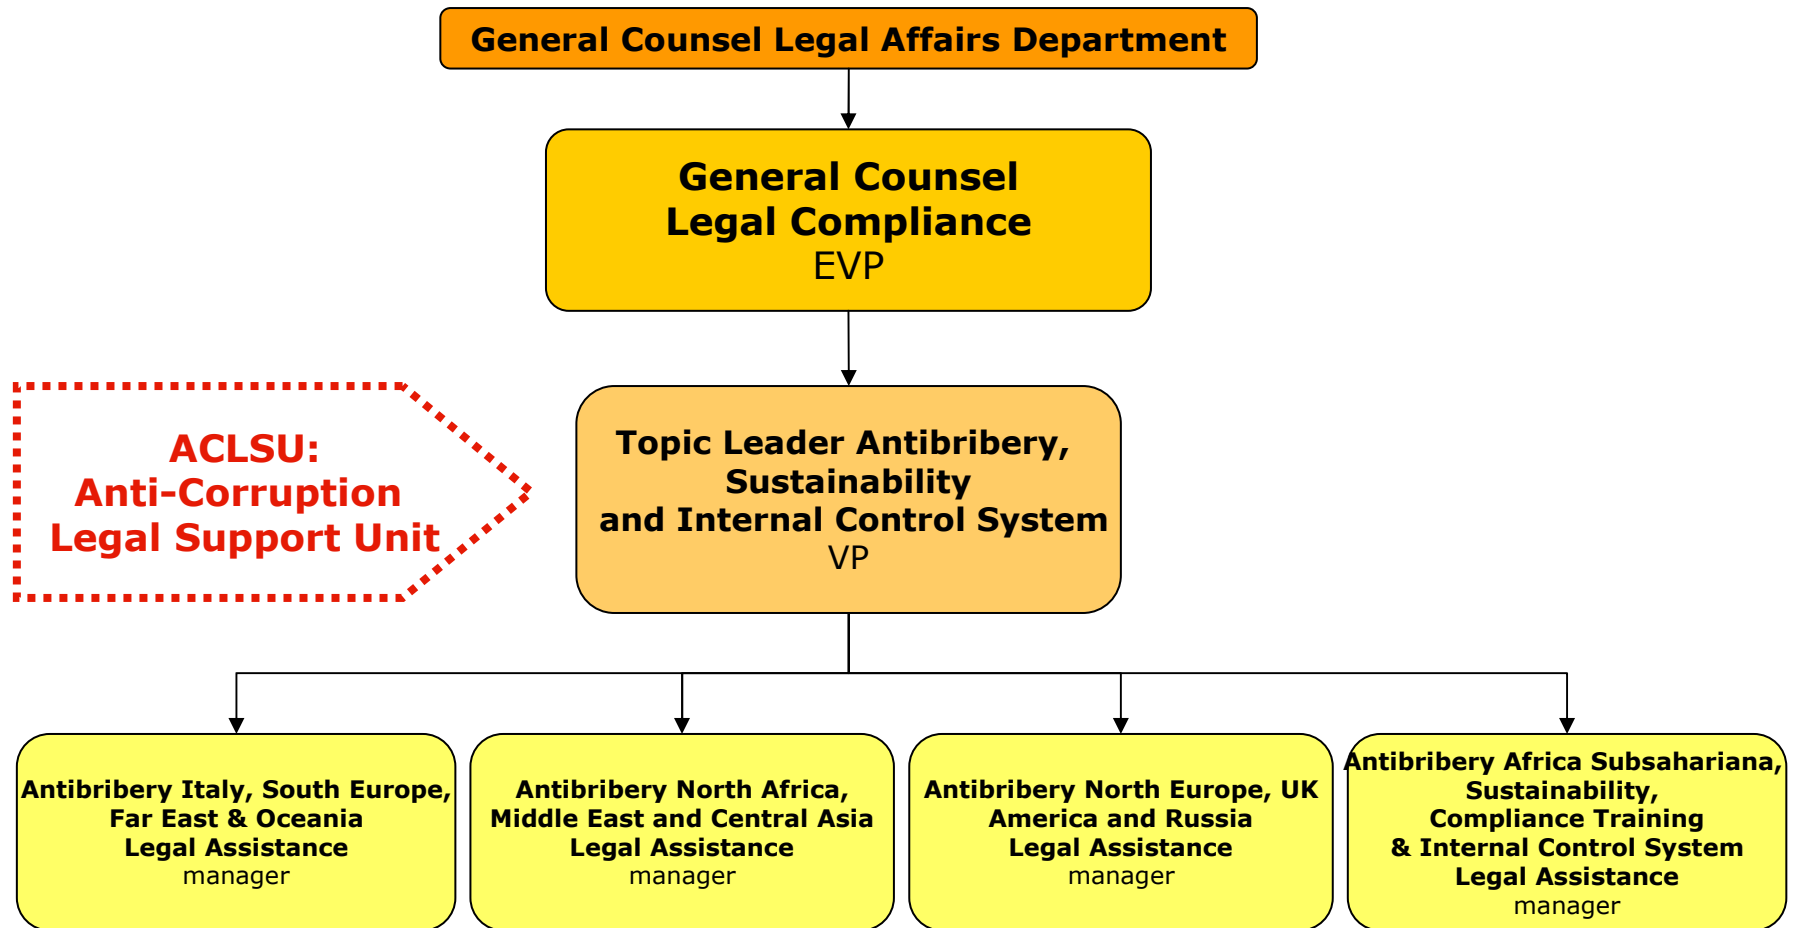 General Counsel Legal Affairs Department
General Counsel
Legal Compliance
EVP
ACLSU:
Anti-Corruption
Legal Support Unit
Topic Leader Antibribery,
Sustainability
and Internal Control System
VP
Antibribery Italy, South Europe,
Far East & Oceania
Legal Assistance
manager
Antibribery North Africa,
Middle East and Central Asia
Legal Assistance
manager
Antibribery North Europe, UK
America and Russia
Legal Assistance
manager
Antibribery Africa Subsahariana,
Sustainability,
Compliance Training
& Internal Control System
Legal Assistance
manager